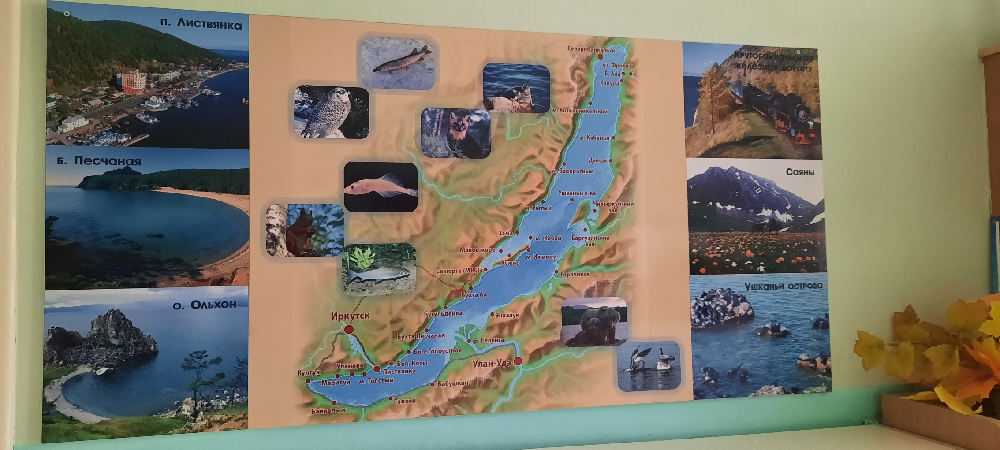 п. Листвянка
Б. Песчаная
о. Ольхон
Северобайкальск
оз. Фролиха
Б. Аяя
Хакусы
м. Котельниковский
р. Кабанья
Давша
м. Заворотный
Ушканьи о-ва
м. Рытый
Чивыркуйский
зал.
Зама
м. Хобой
Баргузинский
зал.
Малое море
м. Ижимей
Хужир
Сахюрта (МРС)
Горячинск
Бухта Ая
Бугульдейка
Энхалук
Иркутск
Бухта Песчаная
р. Селенга
Бол. Голоустное
Бол. Коты
Улан-Удэ
Уланово
Листвянка
Култук
Маритуй
м. Толстый
Бабушкин
Танхой
Байкальск
Кругобайкальская
железная дорога
Саяны
Ушканьи острова